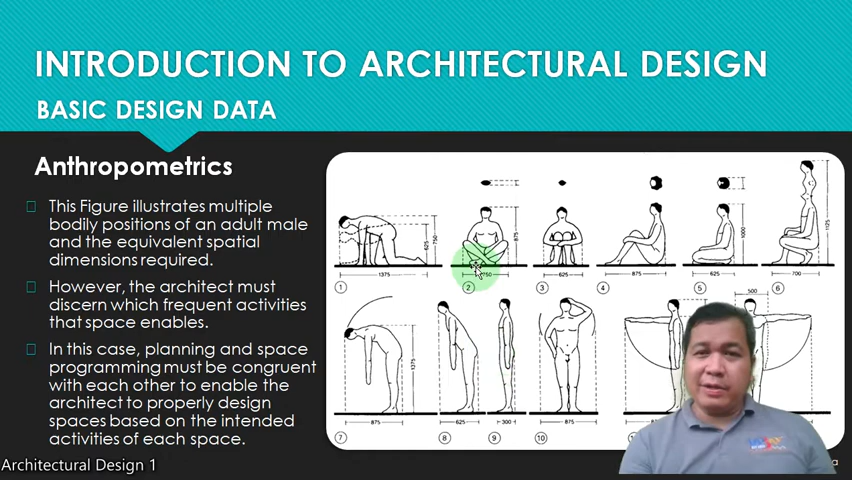 INTRODUCTION TO ARCHITECTURAL DESIGN
BASIC DESIGN DATA
Anthropometrics
This Figure illustrates multiple
bodily positions of an adult male
and the equivalent spatial
dimensions required.
However, the architect must
discern which frequent activities
that space enables.
In this case, planning and space
programming must be congruent
with each other to enable the
architect to properly design
spaces based on the intended
activities of each space.
625
750
875
1000
1125
1375
750
625
875
625
700
1
2
3
4
5
6
500
1375
875
625
300
875
875
7
8
9
10
Architectural Design 1